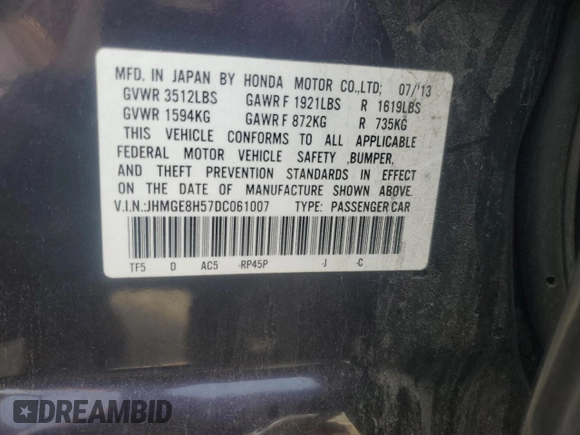 MFD. IN JAPAN BY HONDA MOTOR CO.,LTD; 07/'13
GVWR 3512LBS GAWR F 1921LBS R 1619LBS
GVWR 1594KG GAWR F 872KG R 735KG
THIS VEHICLE CONFORMS TO ALL APPLICABLE
FEDERAL MOTOR VEHICLE SAFETY ,BUMPER,
AND THEFT PREVENTION STANDARDS IN EFFECT
ON THE DATE OF MANUFACTURE SHOWN ABOVE.
V.I.N.:JHMGE8H57DC061007 TYPE: PASSENGER CAR
TF5 D AC5 -RP45P -J -C
DREAMBID